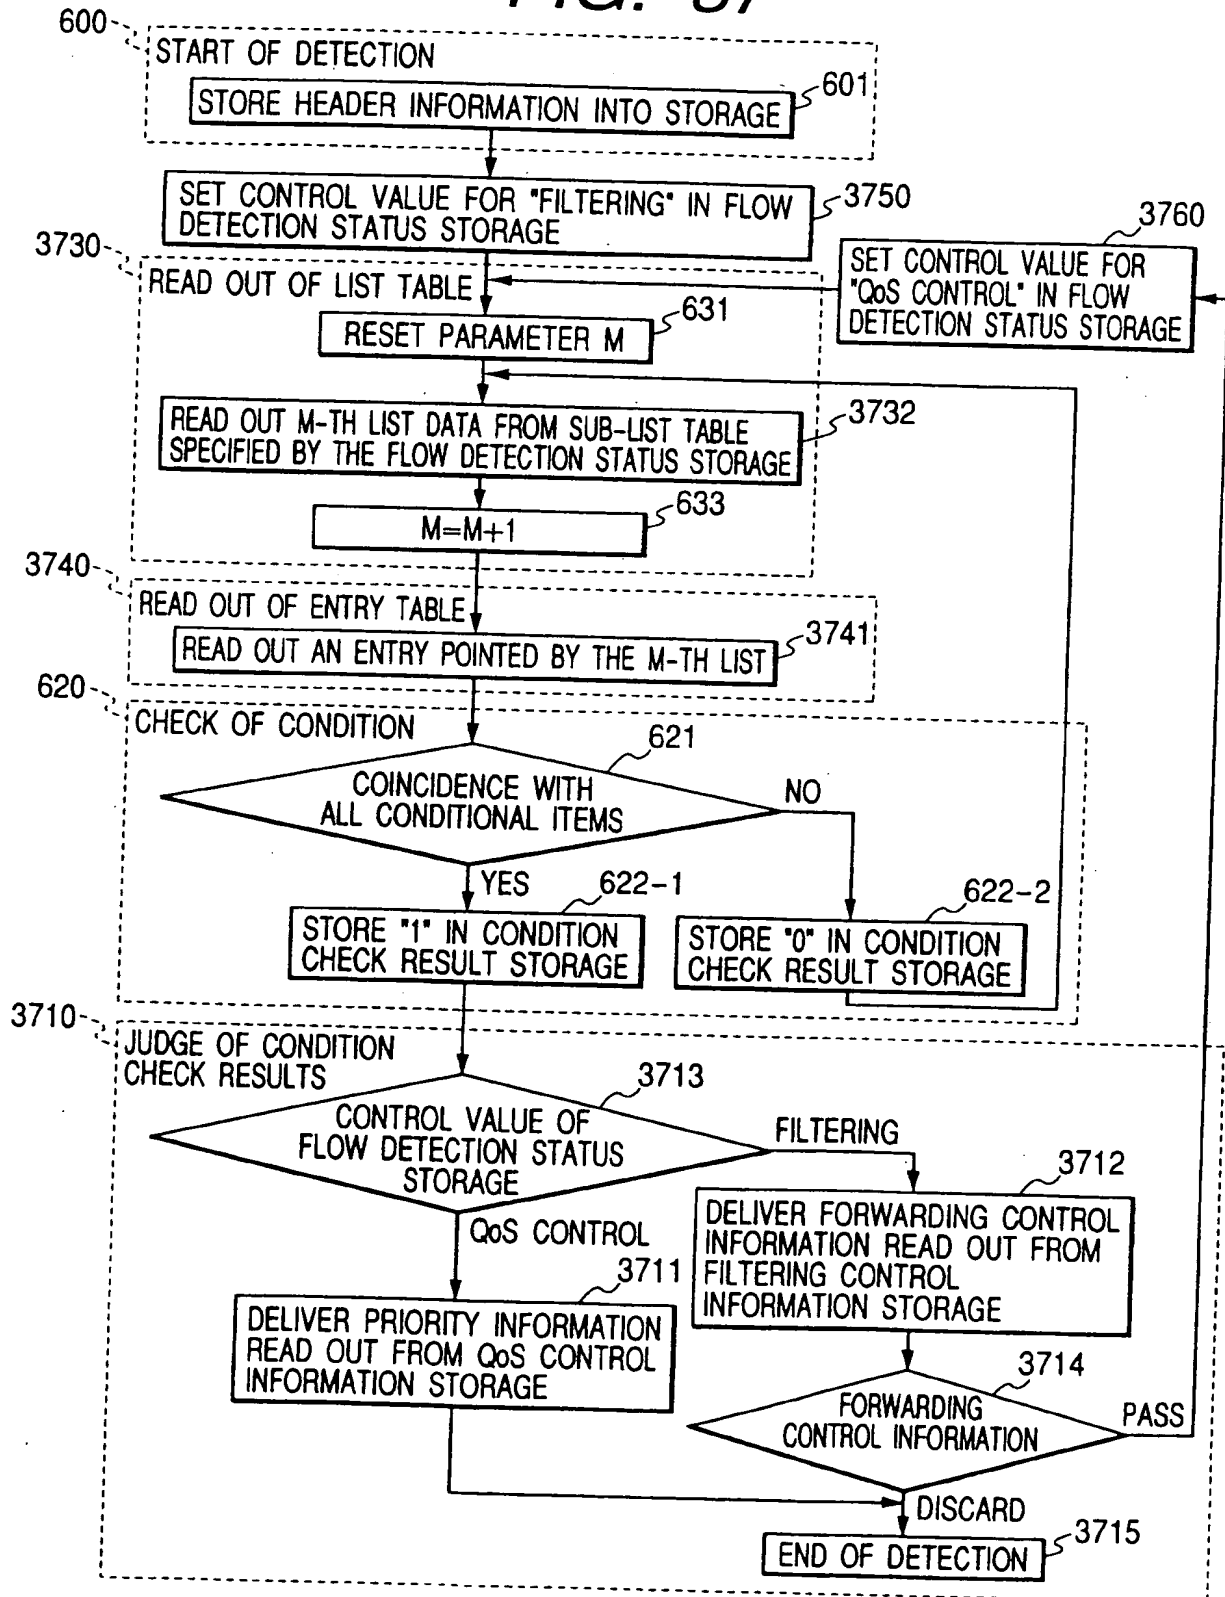 600
START OF DETECTION
STORE HEADER INFORMATION INTO STORAGE
601
SET CONTROL VALUE FOR "FILTERING" IN FLOW
DETECTION STATUS STORAGE
3750
3760
SET CONTROL VALUE FOR
"QoS CONTROL" IN FLOW
DETECTION STATUS STORAGE
3730
READ OUT OF LIST TABLE
631
RESET PARAMETER M
READ OUT M-TH LIST DATA FROM SUB-LIST TABLE
SPECIFIED BY THE FLOW DETECTION STATUS STORAGE
3732
633
M=M+1
3740
READ OUT OF ENTRY TABLE
READ OUT AN ENTRY POINTED BY THE M-TH LIST
3741
620
CHECK OF CONDITION
621
COINCIDENCE WITH
ALL CONDITIONAL ITEMS
NO
YES
622-1
STORE "1" IN CONDITION
CHECK RESULT STORAGE
622-2
STORE "0" IN CONDITION
CHECK RESULT STORAGE
3710
JUDGE OF CONDITION
CHECK RESULTS
3713
CONTROL VALUE OF
FLOW DETECTION STATUS
STORAGE
FILTERING
QoS CONTROL
3712
DELIVER FORWARDING CONTROL
INFORMATION READ OUT FROM
FILTERING CONTROL
INFORMATION STORAGE
3711
DELIVER PRIORITY INFORMATION
READ OUT FROM QoS CONTROL
INFORMATION STORAGE
3714
FORWARDING
CONTROL INFORMATION
PASS
DISCARD
END OF DETECTION
3715